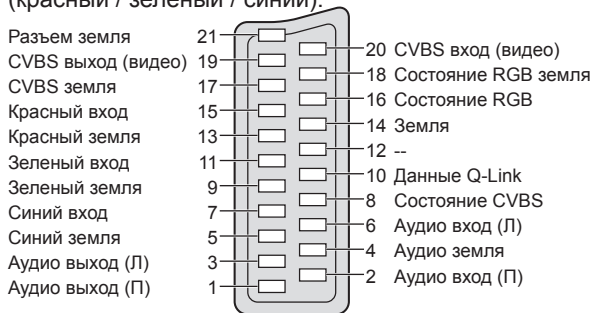 (красный / зеленый / синий).
Разъем земля 21
CVBS выход (видео) 19
CVBS земля 17
Красный вход 15
Красный земля 13
Зеленый вход 11
Зеленый земля 9
Синий вход 7
Синий земля 5
Аудио выход (Л) 3
Аудио выход (П) 1
20 CVBS вход (видео)
18 Состояние RGB земля
16 Состояние RGB
14 Земля
12 --
10 Данные Q-Link
8 Состояние CVBS
6 Аудио вход (Л)
4 Аудио земля
2 Аудио вход (П)